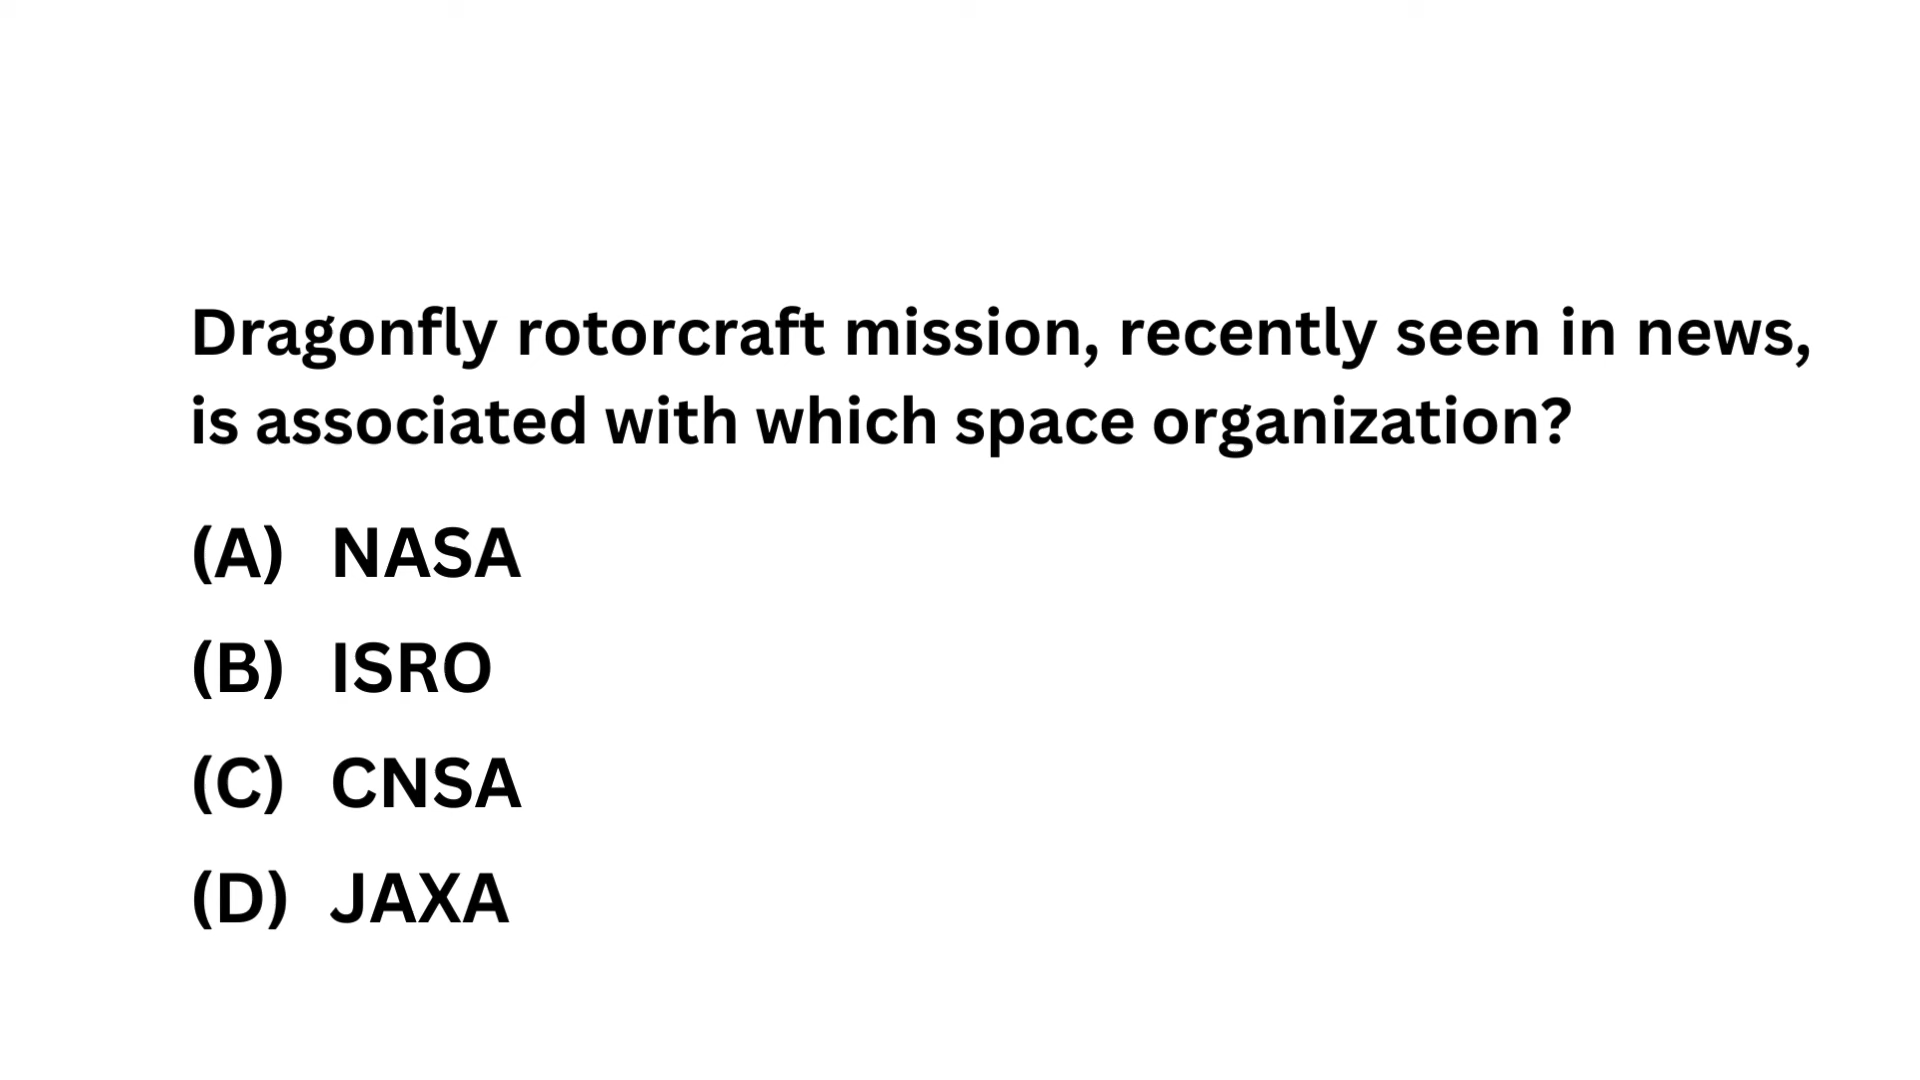 Dragonfly rotorcraft mission, recently seen in news,
is associated with which space organization?
(A) NASA
(B) ISRO
(C) CNSA
(D) JAXA